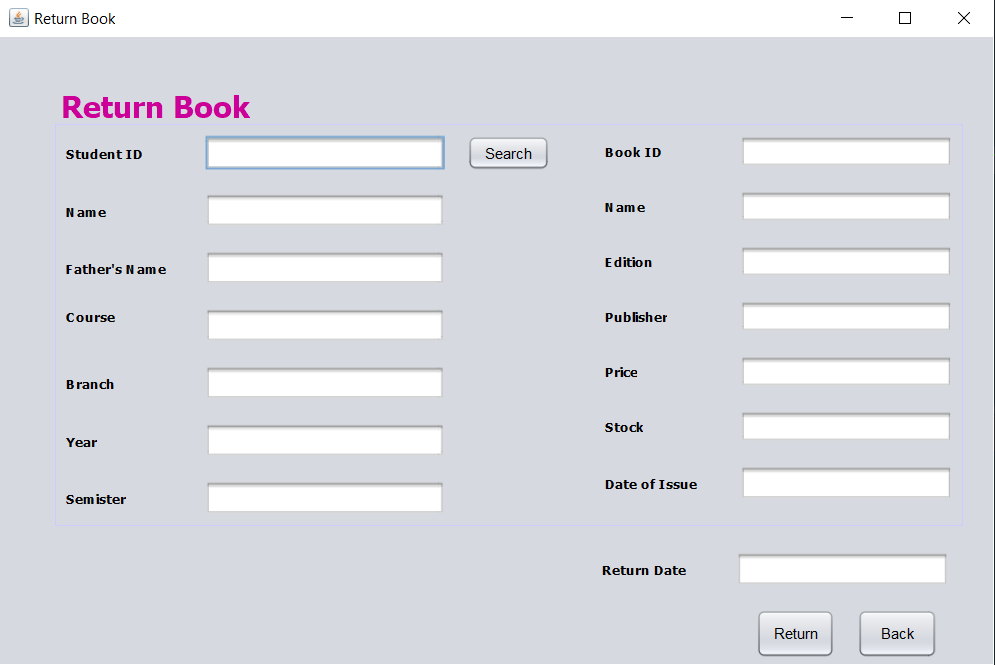 Return Book
Return Book
Student ID
Search
Name
Father's Name
Course
Branch
Year
Semister
Book ID
Name
Edition
Publisher
Price
Stock
Date of Issue
Return Date
Return
Back